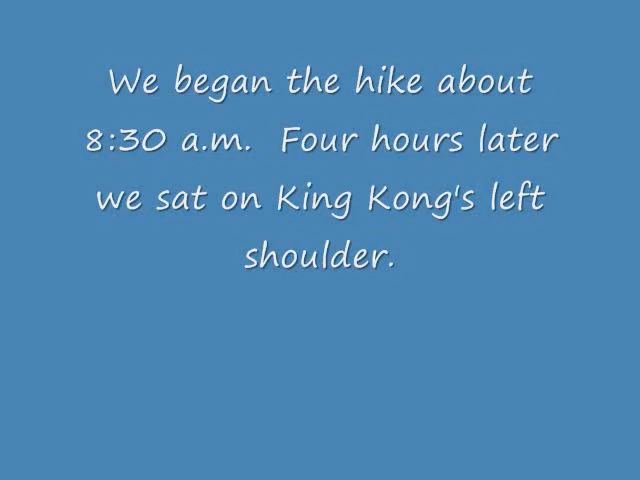 We began the hike about
8:30 a.m.  Four hours later
we sat on King Kong's left
shoulder.